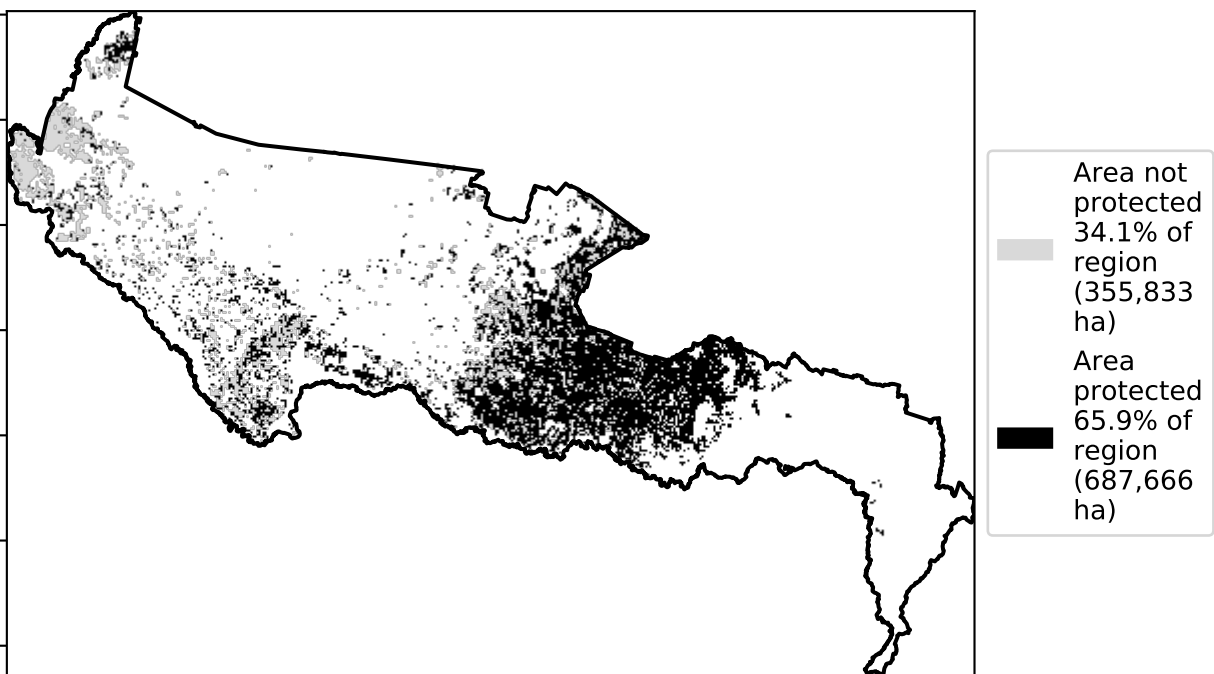 Area not
protected
34.1% of
region
(355,833
ha)
Area
protected
65.9% of
region
(687,666
ha)